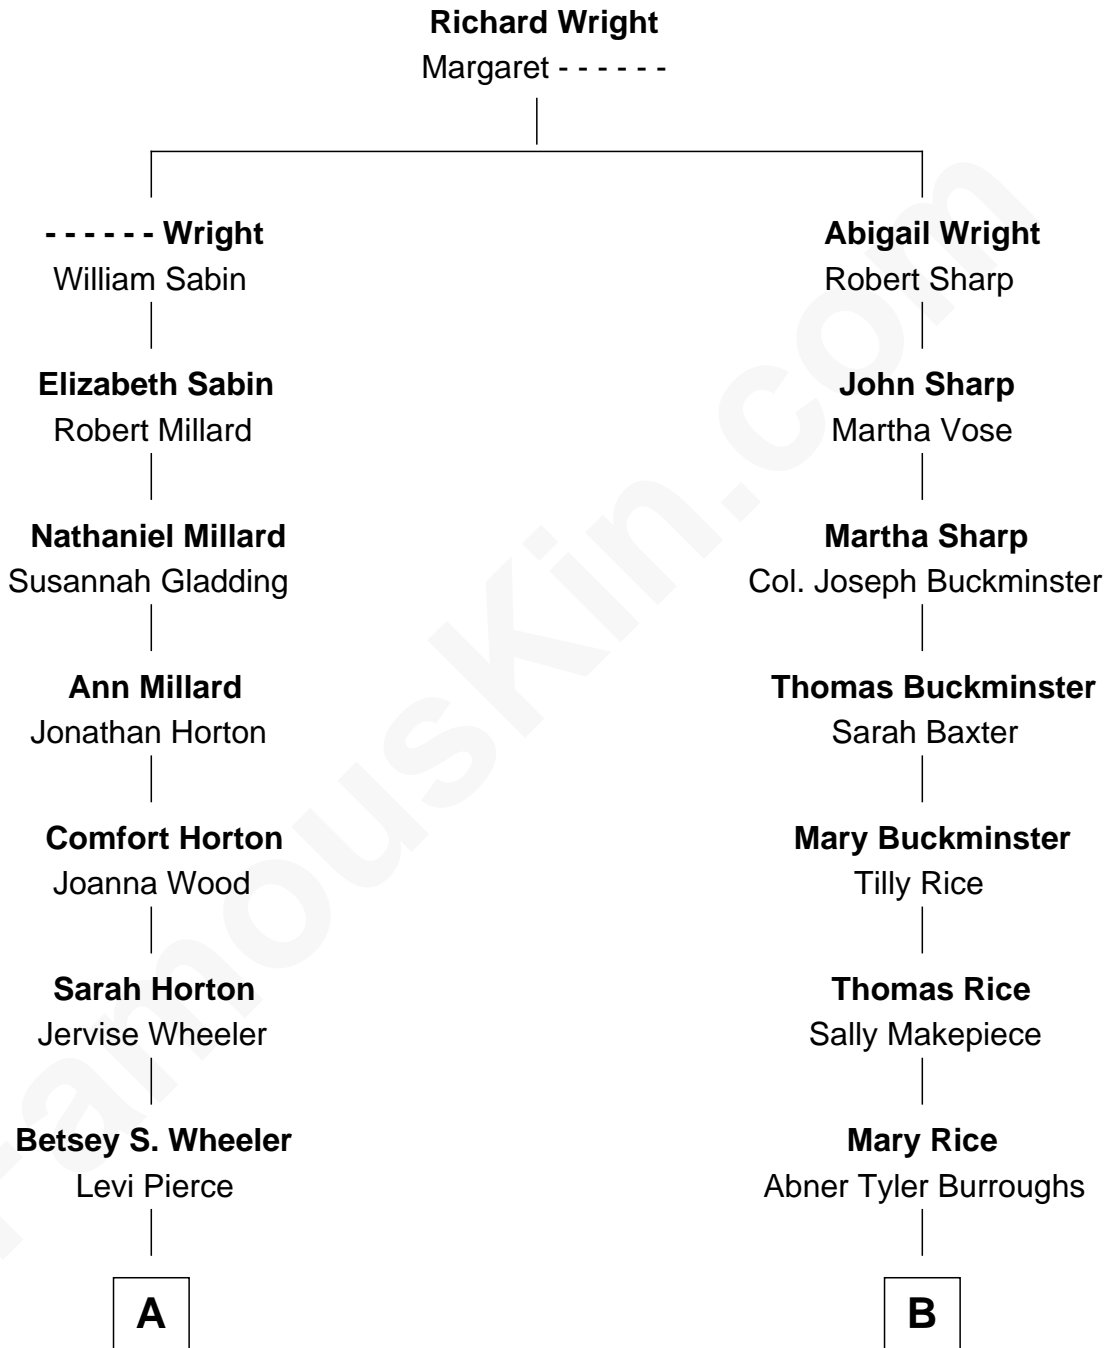 Richard Wright
Margaret - - - - - -
- - - - - - Wright
William Sabin
Abigail Wright
Robert Sharp
Elizabeth Sabin
Robert Millard
John Sharp
Martha Vose
Nathaniel Millard
Susannah Gladding
Martha Sharp
Col. Joseph Buckminster
Ann Millard
Jonathan Horton
Thomas Buckminster
Sarah Baxter
Comfort Horton
Joanna Wood
Mary Buckminster
Tilly Rice
Sarah Horton
Jervise Wheeler
Thomas Rice
Sally Makepiece
Betsey S. Wheeler
Levi Pierce
Mary Rice
Abner Tyler Burroughs
A
B
FamousKin.com